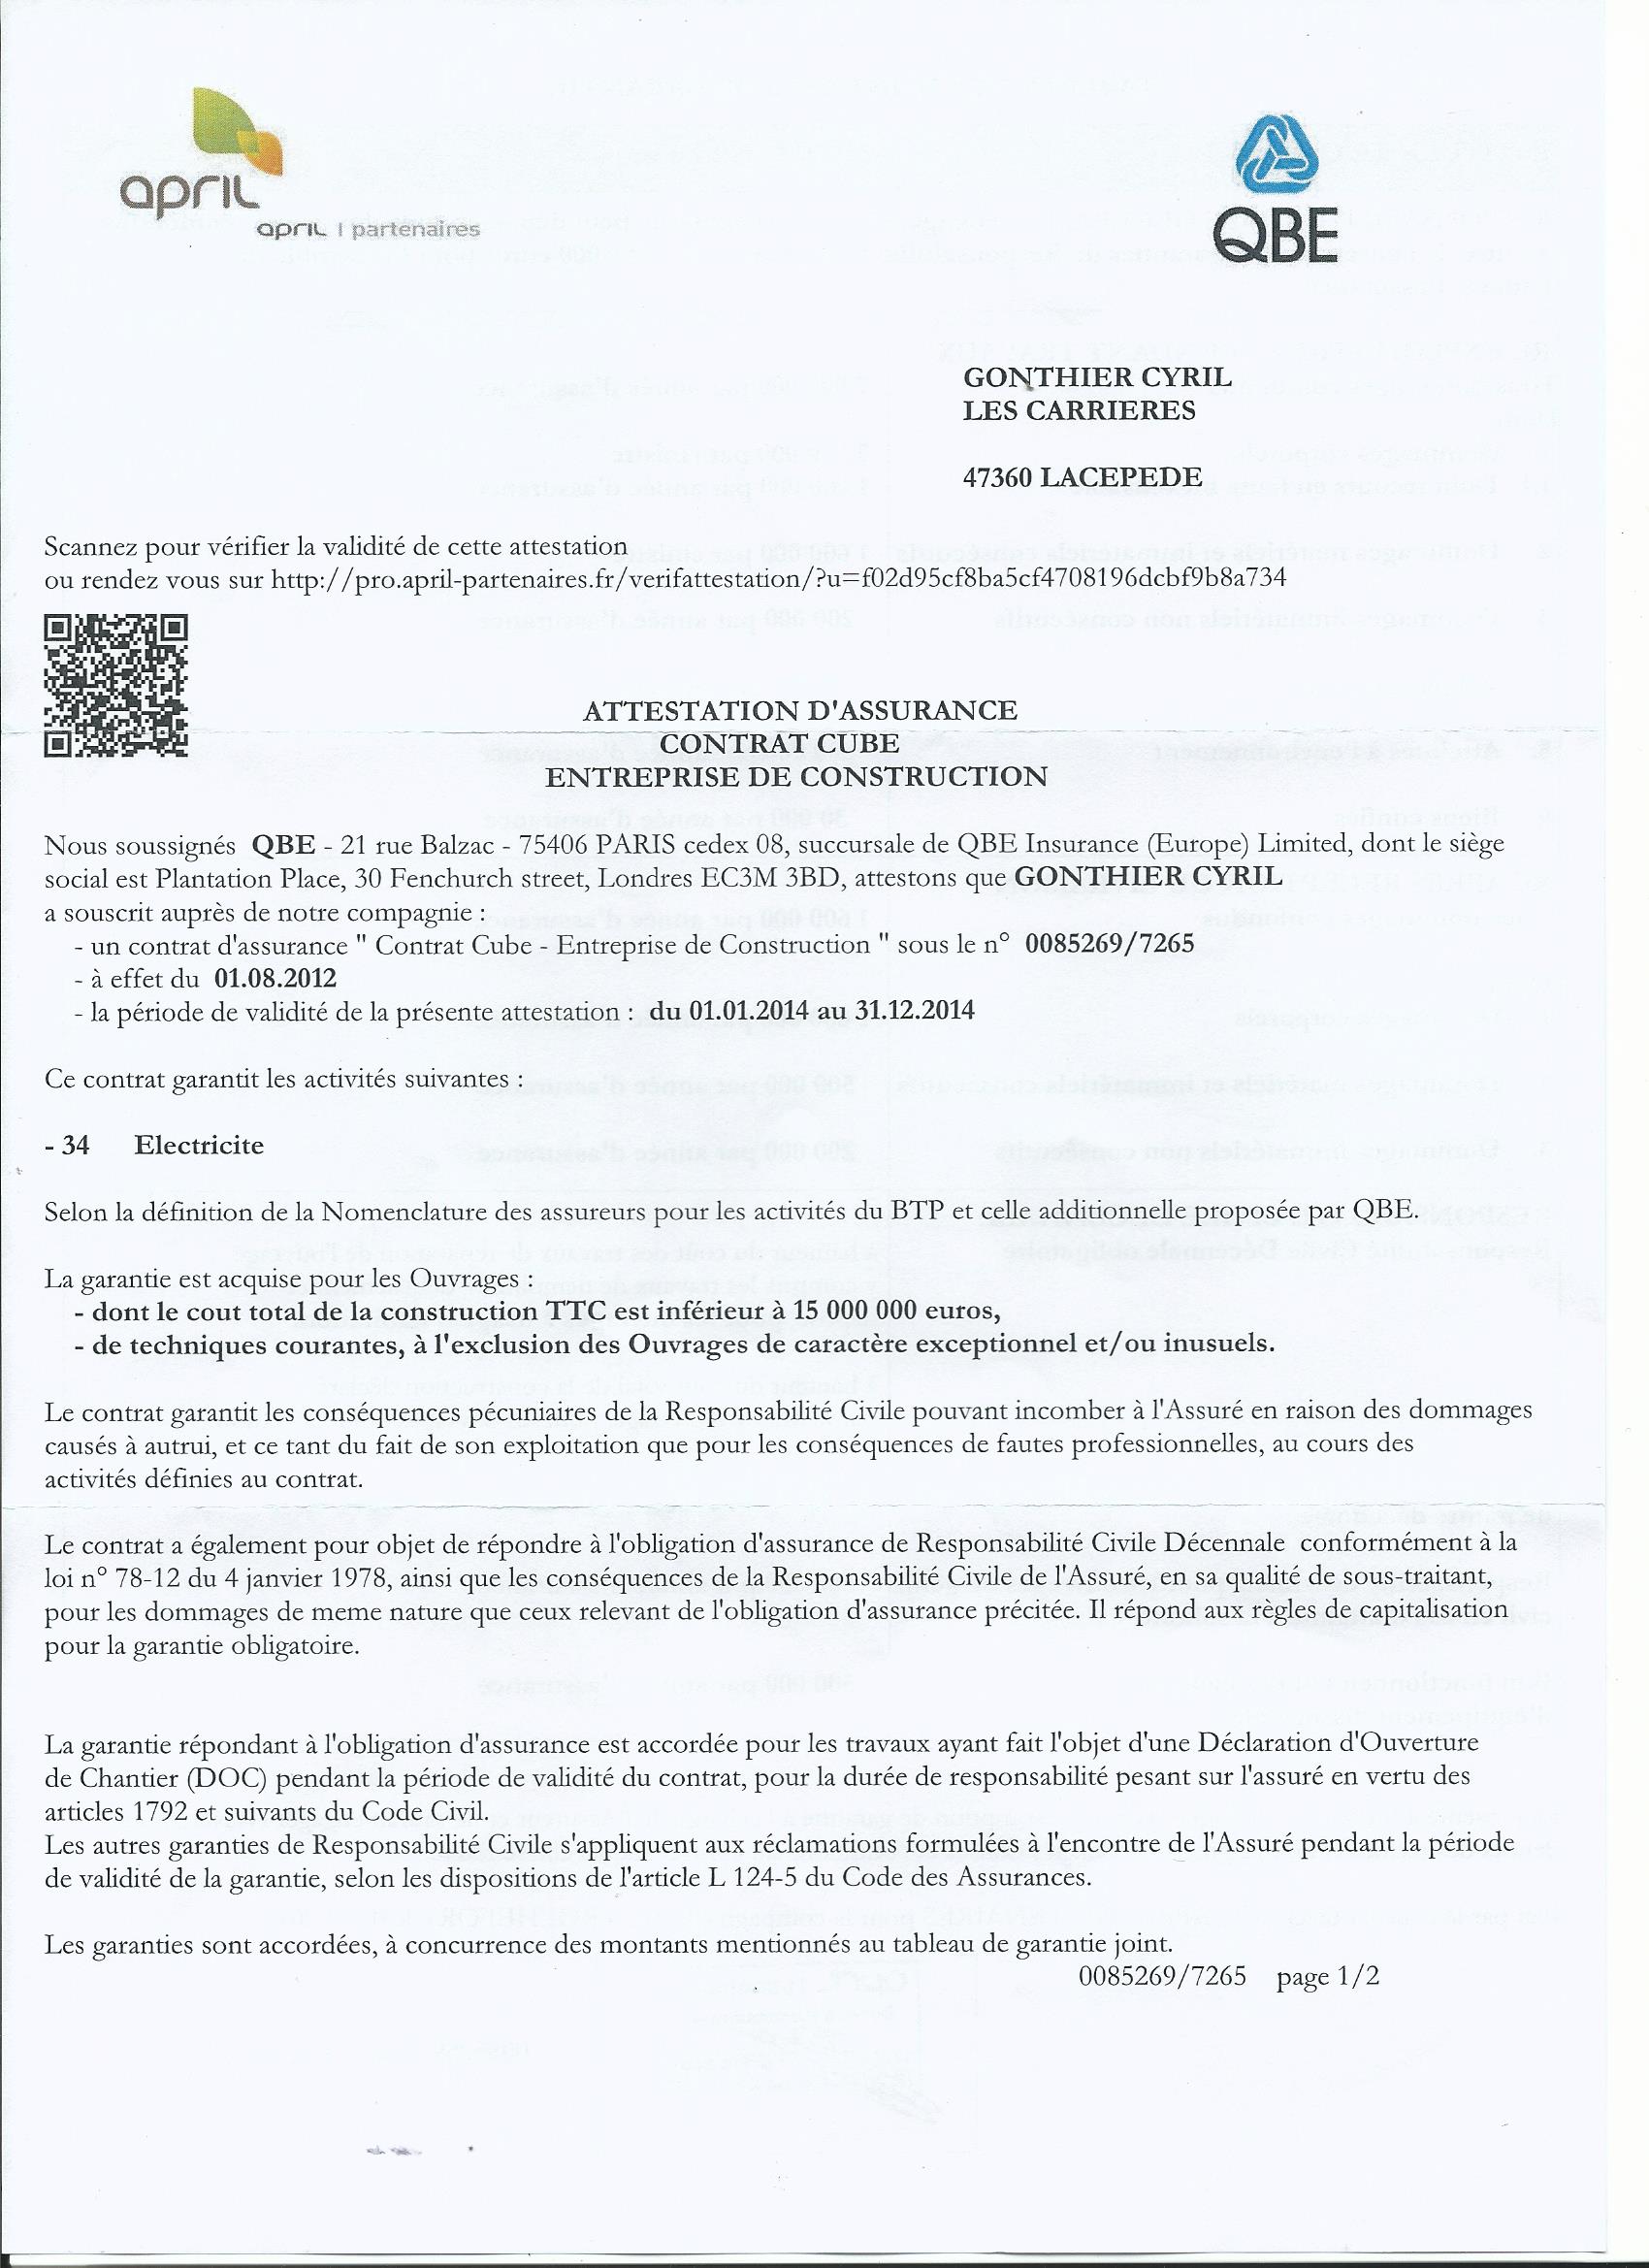 april
april | partenaires
QBE
GONTHIER CYRIL
LES CARRIERES
47360 LACEPEDE
Scannez pour vérifier la validité de cette attestation
ou rendez vous sur http://pro.april-partenaires.fr/verifattestation/?u=f02d95cf8ba5cf4708196dcbf9b8a734
ATTESTATION D'ASSURANCE
CONTRAT CUBE
ENTREPRISE DE CONSTRUCTION
Nous soussignés QBE - 21 rue Balzac - 75406 PARIS cedex 08, succursale de QBE Insurance (Europe) Limited, dont le siège
social est Plantation Place, 30 Fenchurch street, Londres EC3M 3BD, attestons que GONTHIER CYRIL
a souscrit auprès de notre compagnie :
- un contrat d'assurance " Contrat Cube - Entreprise de Construction " sous le n° 0085269/7265
- à effet du 01.08.2012
- la période de validité de la présente attestation : du 01.01.2014 au 31.12.2014
Ce contrat garantit les activités suivantes :
- 34 Electricite
Selon la définition de la Nomenclature des assureurs pour les activités du BTP et celle additionnelle proposée par QBE.
La garantie est acquise pour les Ouvrages :
- dont le cout total de la construction TTC est inférieur à 15 000 000 euros,
- de techniques courantes, à l'exclusion des Ouvrages de caractère exceptionnel et/ou inusuels.
Le contrat garantit les conséquences pécuniaires de la Responsabilité Civile pouvant incomber à l'Assuré en raison des dommages
causés à autrui, et ce tant du fait de son exploitation que pour les conséquences de fautes professionnelles, au cours des
activités définies au contrat.
Le contrat a également pour objet de répondre à l'obligation d'assurance de Responsabilité Civile Décennale conformément à la
loi n° 78-12 du 4 janvier 1978, ainsi que les conséquences de la Responsabilité Civile de l'Assuré, en sa qualité de sous-traitant,
pour les dommages de meme nature que ceux relevant de l'obligation d'assurance précitée. Il répond aux règles de capitalisation
pour la garantie obligatoire.
La garantie répondant à l'obligation d'assurance est accordée pour les travaux ayant fait l'objet d'une Déclaration d'Ouverture
de Chantier (DOC) pendant la période de validité du contrat, pour la durée de responsabilité pesant sur l'assuré en vertu des
articles 1792 et suivants du Code Civil.
Les autres garanties de Responsabilité Civile s'appliquent aux réclamations formulées à l'encontre de l'Assuré pendant la période
de validité de la garantie, selon les dispositions de l'article L 124-5 du Code des Assurances.
Les garanties sont accordées, à concurrence des montants mentionnés au tableau de garantie joint.
0085269/7265 page 1/2